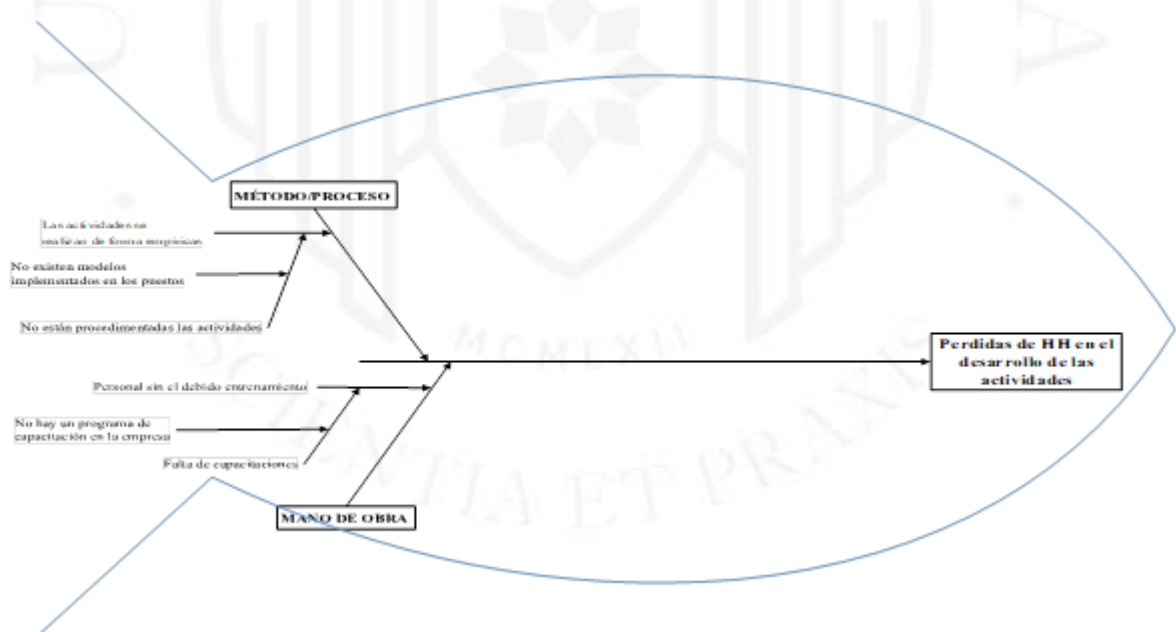 MÉTODO/PROCESO
Las actividades se
realizan de forma empíricas
No existen modelos
implementados en los puestos
No están procedimentadas las actividades
MCMLXII
Perdidas de HH en el
desarrollo de las
actividades
Personal sin el debido entrenamiento
No hay un programa de
capacitación en la empresa
Falta de capacitaciones
MANO DE OBRA
SCIENTIA ET PRAXIS